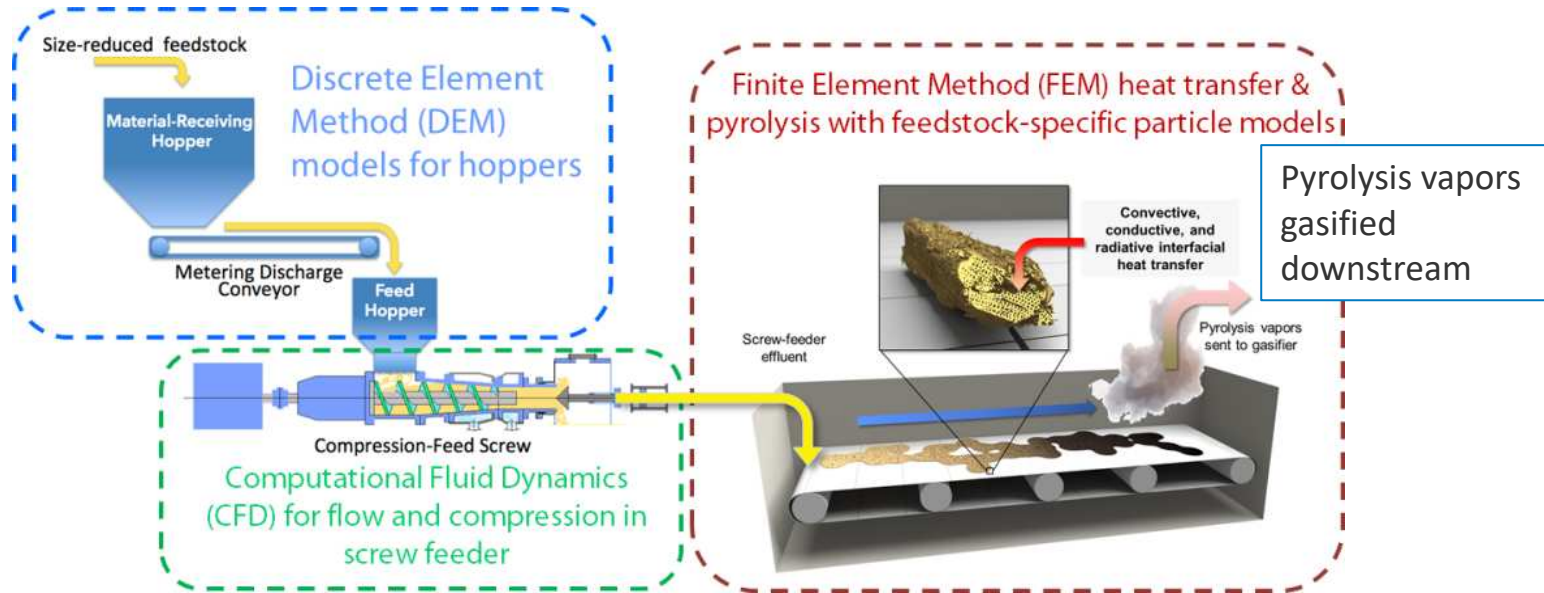 Size-reduced feedstock
Material-Receiving
Hopper
Discrete Element
Method (DEM)
models for hoppers
Metering Discharge
Conveyor
Feed
Hopper
Compression-Feed Screw
Computational Fluid Dynamics
(CFD) for flow and compression in
screw feeder
Finite Element Method (FEM) heat transfer &
pyrolysis with feedstock-specific particle models
Convective,
conductive, and
radiative interfacial
heat transfer
Screw-feeder
effluent
Pyrolysis vapors
sent to gasifier
Pyrolysis vapors
gasified
downstream